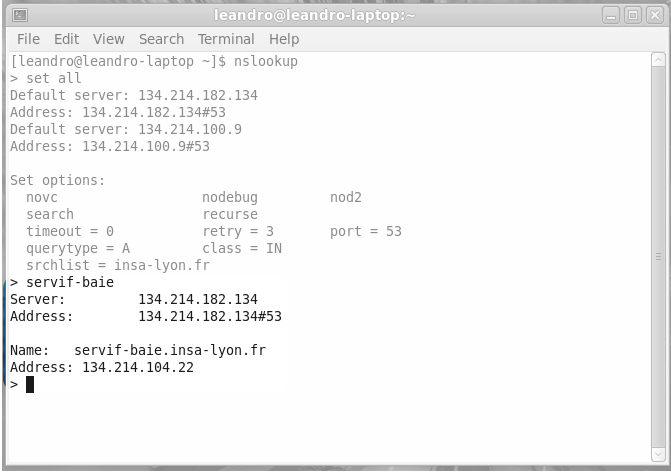 leandro@leandro-laptop:~
File Edit View Search Terminal Help
[leandro@leandro-laptop ~]$ nslookup
> set all
Default server: 134.214.182.134
Address: 134.214.182.134#53
Default server: 134.214.100.9
Address: 134.214.100.9#53

Set options:
  novc                  nodebug         nod2
  search                recurse
  timeout = 0           retry = 3       port = 53
  querytype = A         class = IN
  srchlist = insa-lyon.fr
> servif-baie
Server:         134.214.182.134
Address:        134.214.182.134#53

Name:   servif-baie.insa-lyon.fr
Address: 134.214.104.22
>